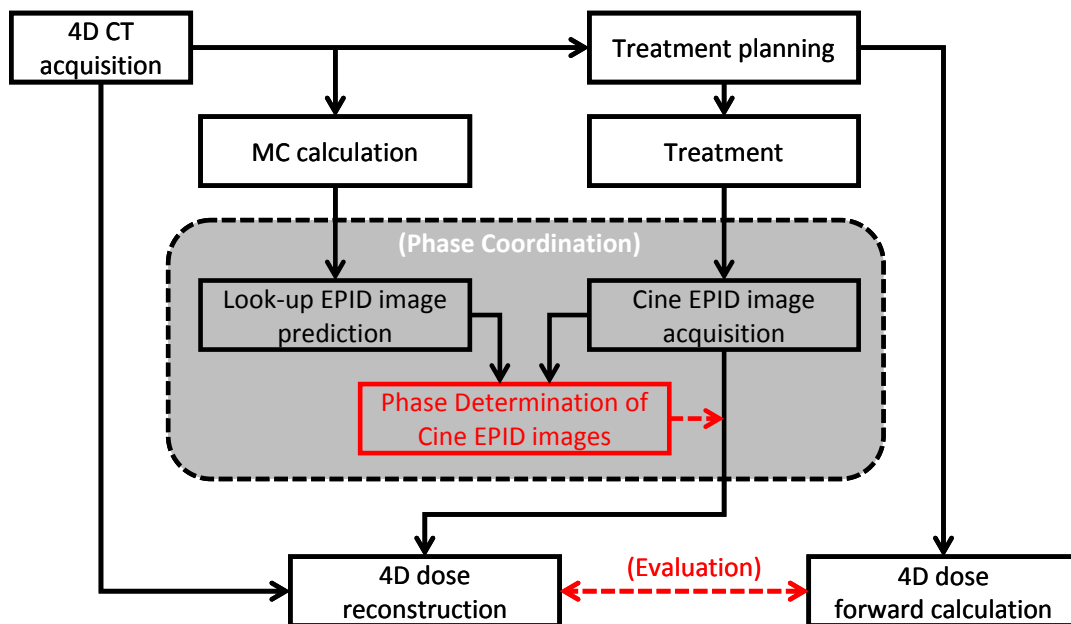 4D CT
acquisition
Treatment planning
MC calculation
Treatment
(Phase Coordination)
Look-up EPID image
prediction
Cine EPID image
acquisition
Phase Determination of
Cine EPID images
4D dose
reconstruction
(Evaluation)
4D dose
forward calculation